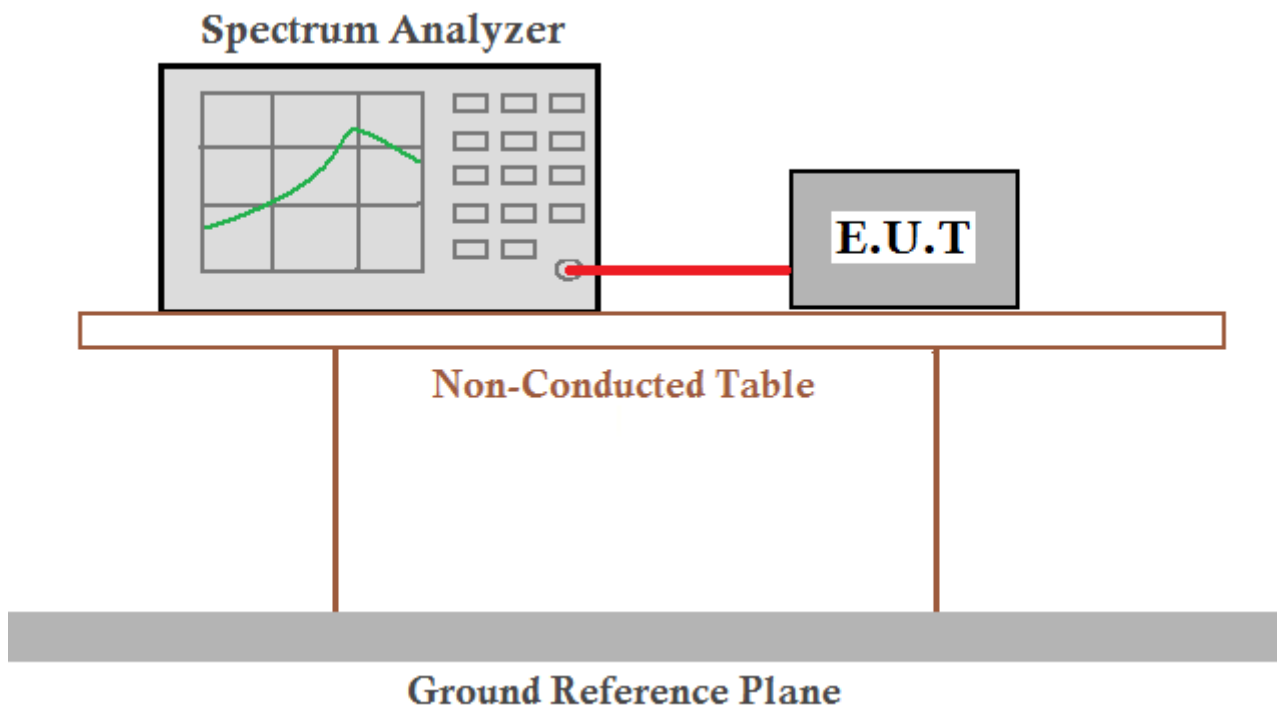 Spectrum Analyzer
E.U.T
Non-Conducted Table
Ground Reference Plane